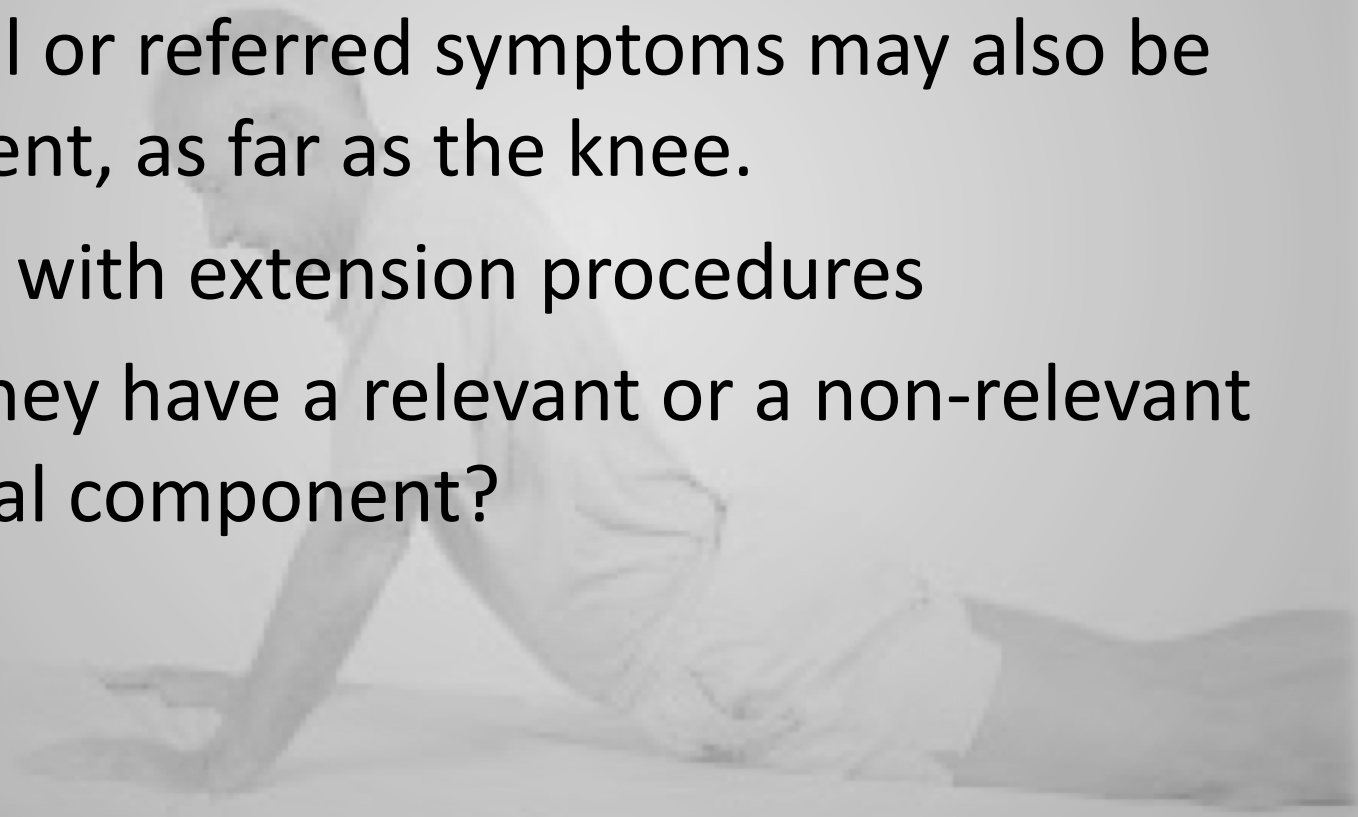 l or referred symptoms may also be
ent, as far as the knee.
with extension procedures
hey have a relevant or a non-relevant
al component?